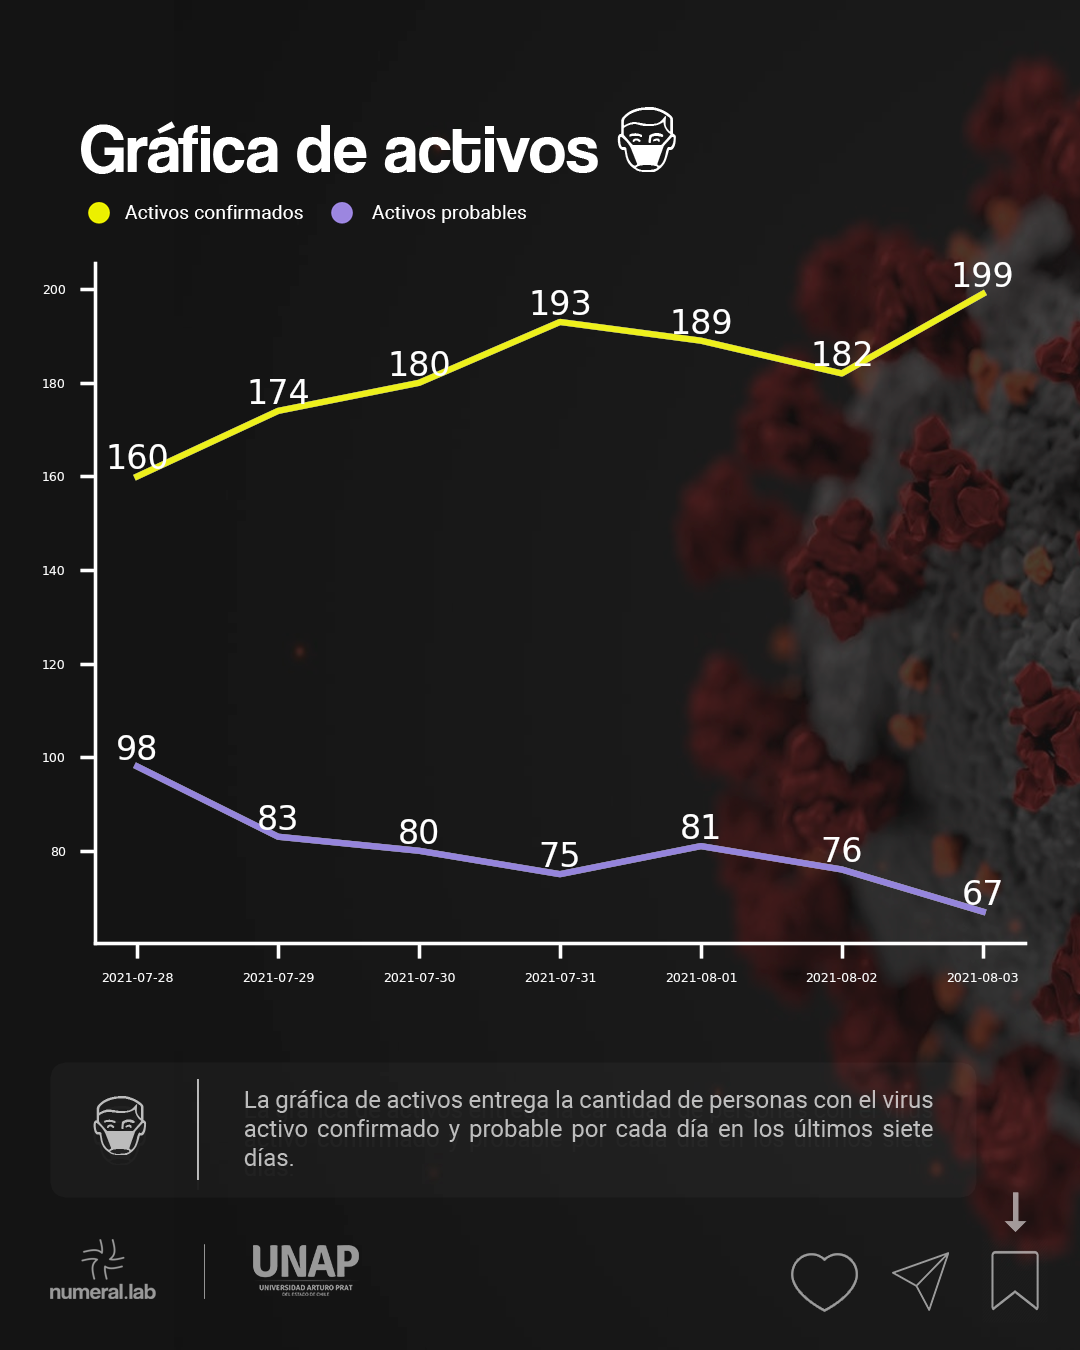 Gráfica de activos
Activos confirmados Activos probables
200
180
160
140
120
100
80
160 174 180 193 189 182 199
98 83 80 75 81 76 67
2021-07-28 2021-07-29 2021-07-30 2021-07-31 2021-08-01 2021-08-02 2021-08-03
La gráfica de activos entrega la cantidad de personas con el virus
activo confirmado y probable por cada día en los últimos siete
días.
numeral.lab
UNAP
UNIVERSIDAD ARTURO PRAT
DEL ESTADO DE CHILE